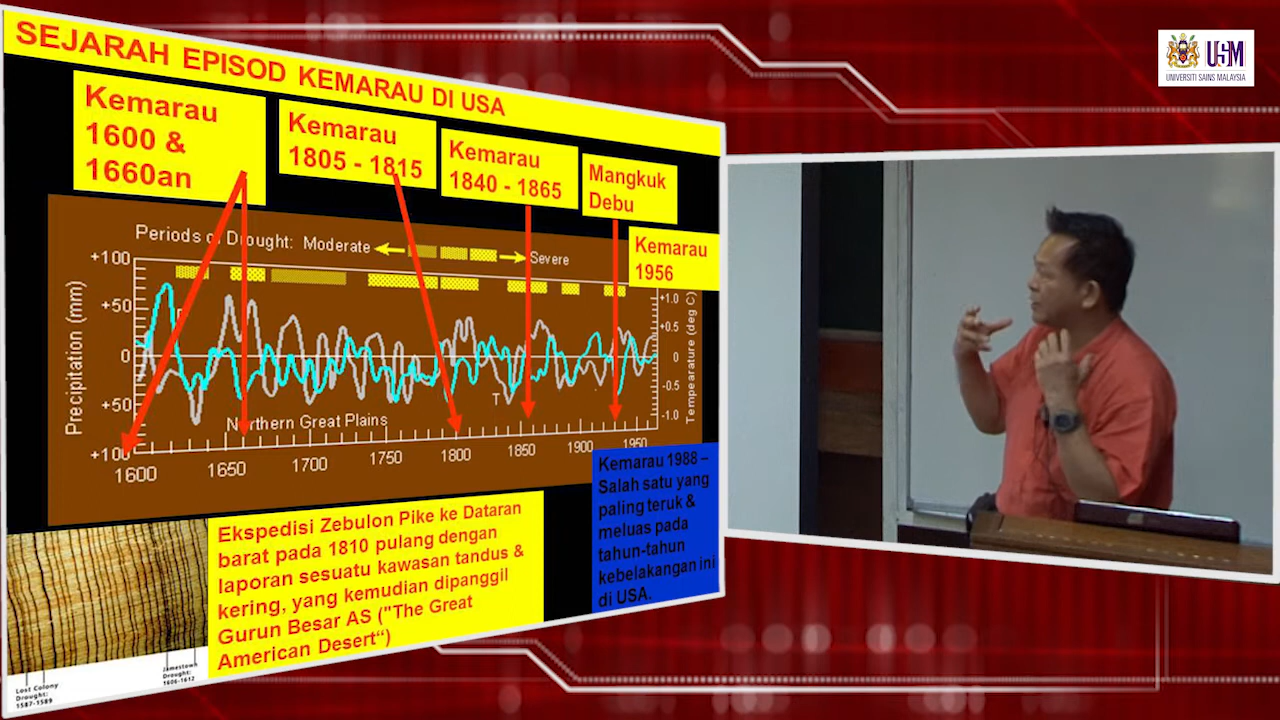 SEJARAH EPISOD KEMARAU DI USA
Kemarau
1600 &
1660an
Kemarau
1805 - 1815
Kemarau
1840 - 1865
Mangkuk
Debu
Kemarau
1956
Periods of Drought: Moderate
Severe
+100
+50
0
+50
+100
Precipitation (mm)
+1.0
+0.5
0
-0.5
-1.0
Tempearature (deg C)
T
Northern Great Plains
1600
1650
1700
1750
1800
1850
1900
1950
Kemarau 1988 –
Salah satu yang
paling teruk &
meluas pada
tahun-tahun
kebelakangan ini
di USA.
Ekspedisi Zebulon Pike ke Dataran
barat pada 1810 pulang dengan
laporan sesuatu kawasan tandus &
kering, yang kemudian dipanggil
Gurun Besar AS ("The Great
American Desert“)
Lost Colony
Drought:
1587-1589
Jamestown
Drought:
1606-1612
USM
UNIVERSITI SAINS MALAYSIA